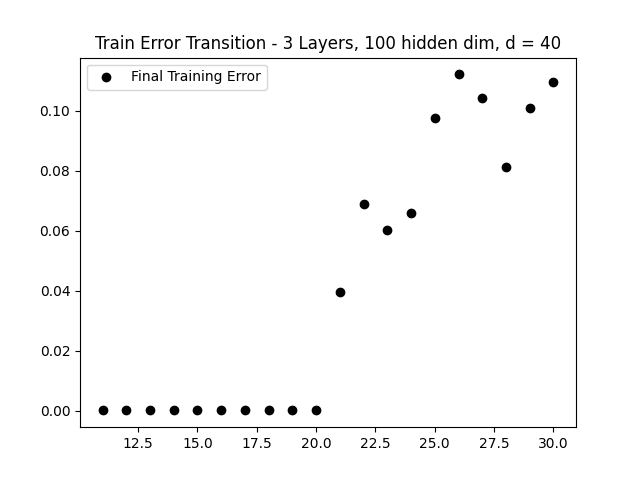 Train Error Transition - 3 Layers, 100 hidden dim, d = 40
Final Training Error
0.10
0.08
0.06
0.04
0.02
0.00
12.5 15.0 17.5 20.0 22.5 25.0 27.5 30.0